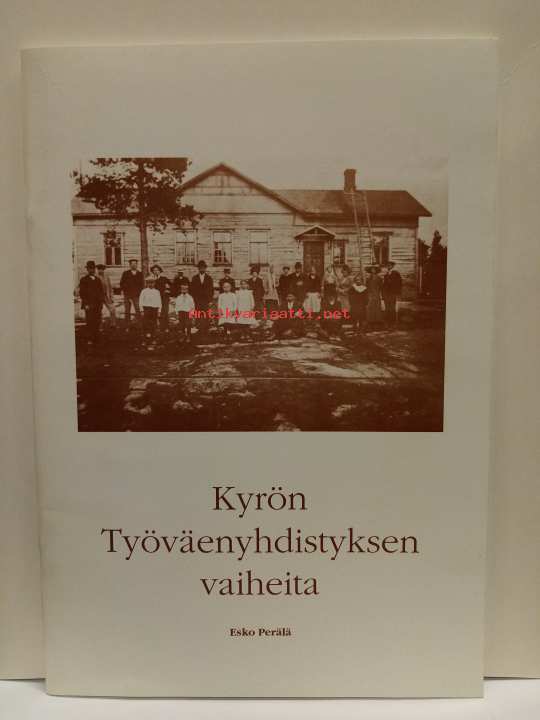 antikvariaatti.net
Kyrön
Työväenyhdistyksen
vaiheita
Esko Perälä